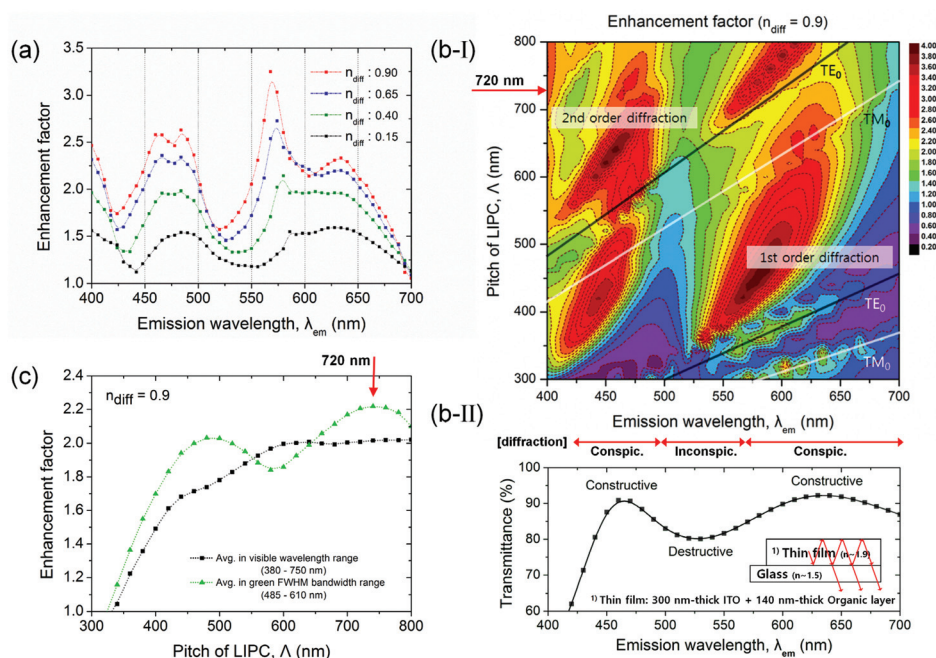 (a)
Enhancement factor
3.5
3.0
2.5
2.0
1.5
1.0
n diff : 0.90
n diff : 0.65
n diff : 0.40
n diff : 0.15
400 450 500 550 600 650 700
Emission wavelength, λem (nm)
(b-I)
Enhancement factor (ndiff = 0.9)
720 nm
Pitch of LIPC, Λ (nm)
800
700
600
500
400
300
TE0
TM0
2nd order diffraction
1st order diffraction
TE0
TM0
400 450 500 550 600 650 700
Emission wavelength, λem (nm)
4.00
3.80
3.60
3.40
3.20
3.00
2.80
2.60
2.40
2.20
2.00
1.80
1.60
1.40
1.20
1.00
0.80
0.60
0.40
0.20
(c)
720 nm
Enhancement factor
2.4
2.2
2.0
1.8
1.6
1.4
1.2
1.0
ndiff = 0.9
Avg. in visible wavelength range
(380 - 750 nm)
Avg. in green FWHM bandwidth range
(485 - 610 nm)
300 400 500 600 700 800
Pitch of LIPC, Λ (nm)
(b-II)
[diffraction]
Conspic. Inconspic. Conspic.
Transmittance (%)
100
90
80
70
60
Constructive
Destructive
Constructive
1) Thin film (n~1.9)
Glass (n~1.5)
1) Thin film: 300 nm-thick ITO + 140 nm-thick Organic layer
400 450 500 550 600 650 700
Emission wavelength, λem (nm)